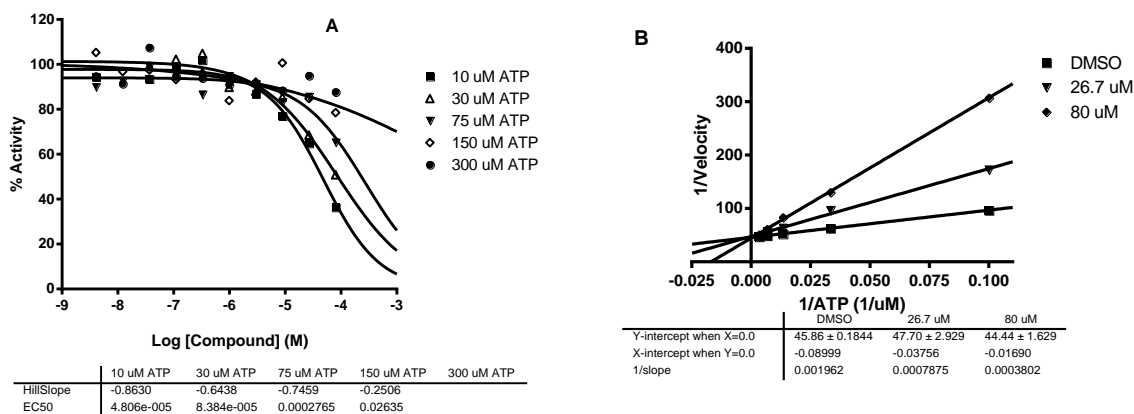 A
120
100
80
60
40
20
0
% Activity
-9 -8 -7 -6 -5 -4 -3
Log [Compound] (M)
10 uM ATP
30 uM ATP
75 uM ATP
150 uM ATP
300 uM ATP
10 uM ATP 30 uM ATP 75 uM ATP 150 uM ATP 300 uM ATP
HillSlope -0.8630 -0.6438 -0.7459 -0.2506
EC50 4.806e-005 8.384e-005 0.0002765 0.02635
B
400
300
200
100
1/Velocity
-0.025 0.000 0.025 0.050 0.075 0.100
1/ATP (1/uM)
DMSO
26.7 uM
80 uM
DMSO 26.7 uM 80 uM
Y-intercept when X=0.0 45.86 ± 0.1844 47.70 ± 2.929 44.44 ± 1.629
X-intercept when Y=0.0 -0.08999 -0.03756 -0.01690
1/slope 0.001962 0.0007875 0.0003802